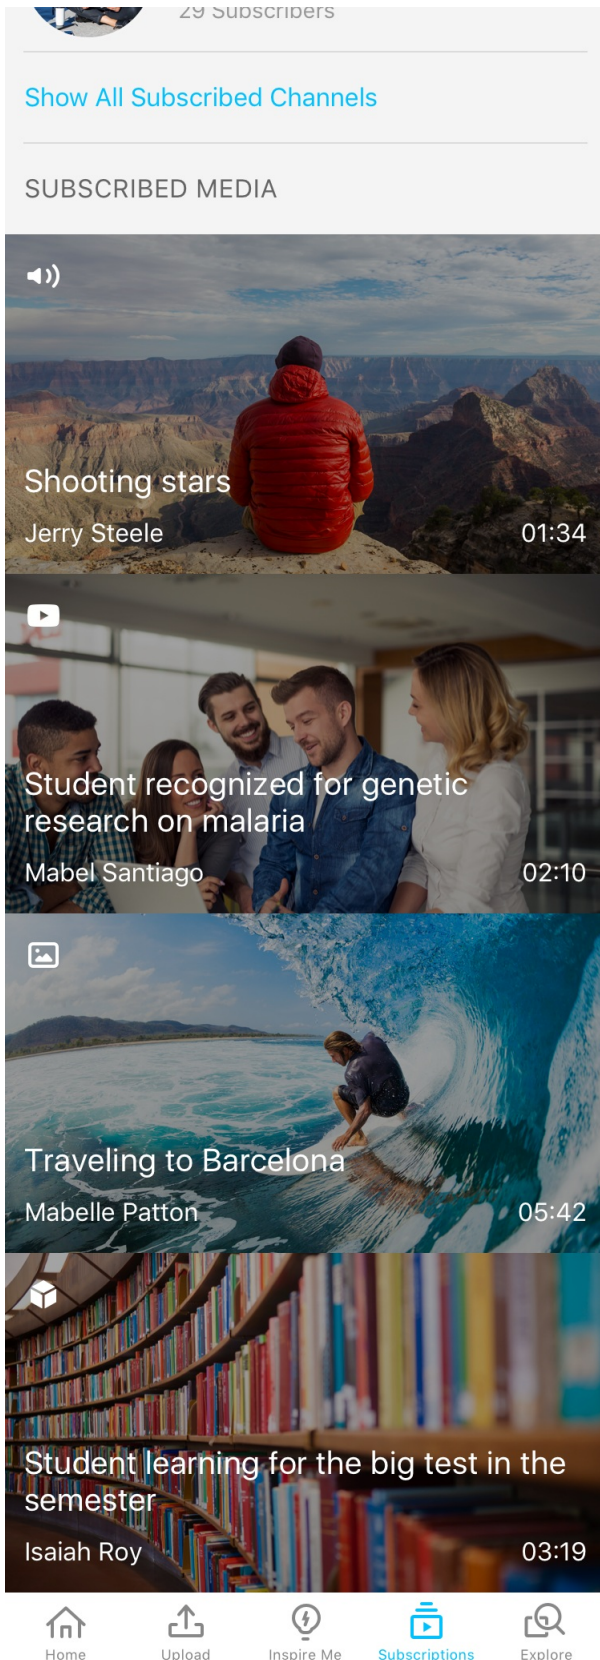 29 Subscribers
Show All Subscribed Channels
SUBSCRIBED MEDIA
Shooting stars
Jerry Steele
01:34
Student recognized for genetic
research on malaria
Mabel Santiago
02:10
Traveling to Barcelona
Mabelle Patton
05:42
Student learning for the big test in the
semester
Isaiah Roy
03:19
Home
Upload
Inspire Me
Subscriptions
Explore